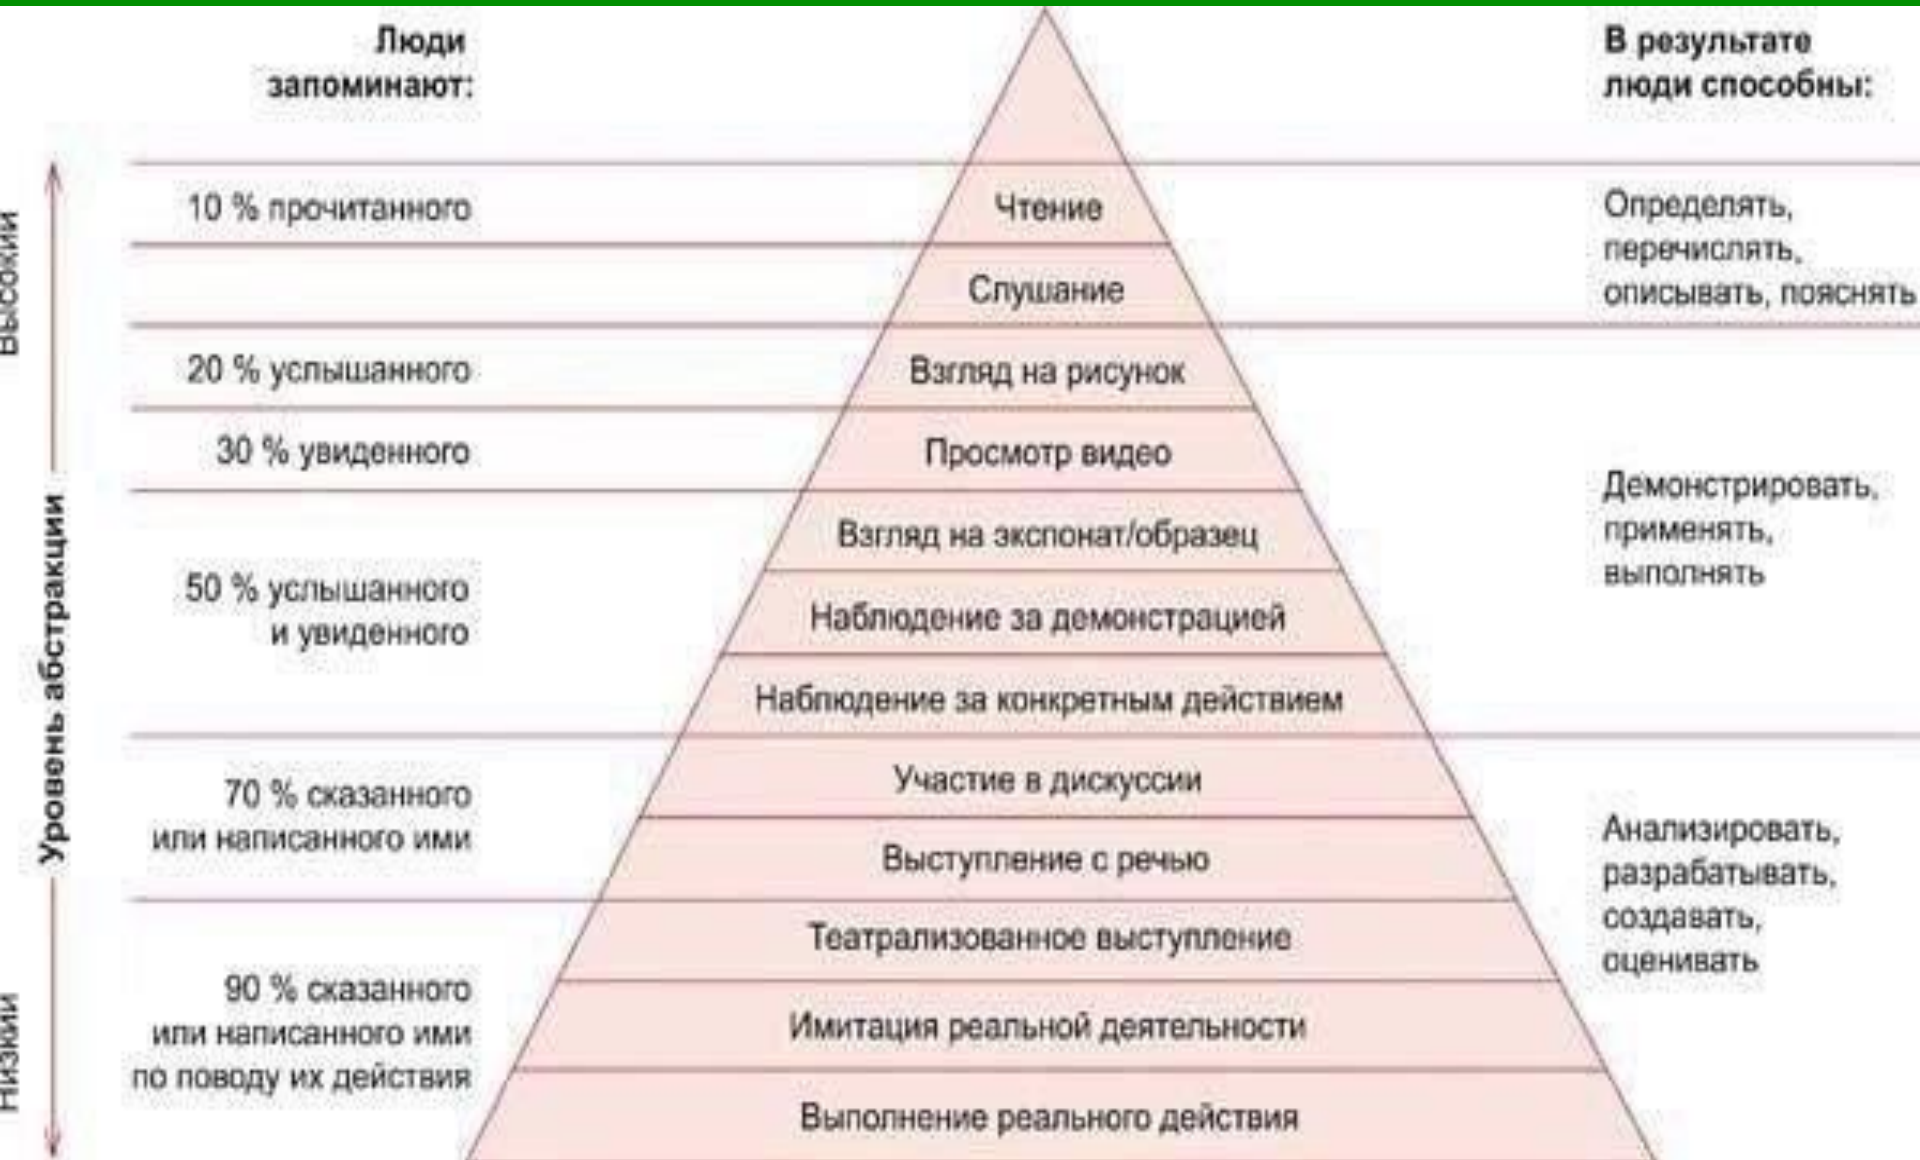 Люди
запоминают:
В результате
люди способны:
Высокий
Уровень абстракции
Низкий
10 % прочитанного
20 % услышанного
30 % увиденного
50 % услышанного
и увиденного
70 % сказанного
или написанного ими
90 % сказанного
или написанного ими
по поводу их действия
Чтение
Слушание
Взгляд на рисунок
Просмотр видео
Взгляд на экспонат/образец
Наблюдение за демонстрацией
Наблюдение за конкретным действием
Участие в дискуссии
Выступление с речью
Театрализованное выступление
Имитация реальной деятельности
Выполнение реального действия
Определять,
перечислять,
описывать, пояснять
Демонстрировать,
применять,
выполнять
Анализировать,
разрабатывать,
создавать,
оценивать